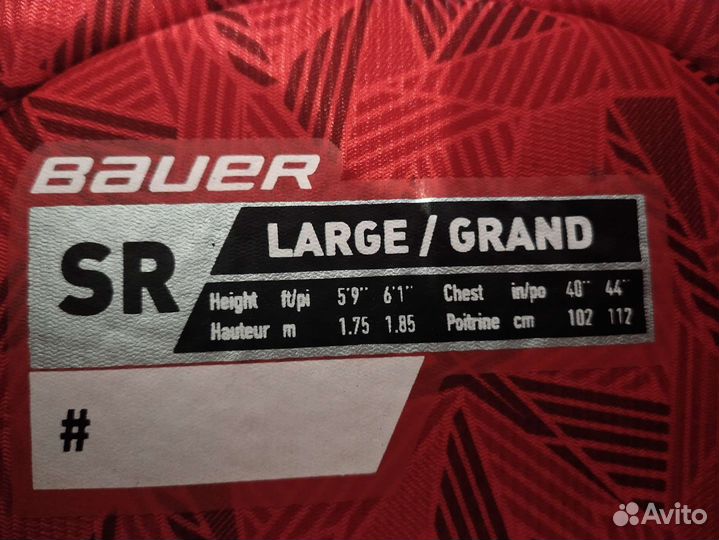 BAUER
SR LARGE / GRAND
Height ft/pi 5'9'' 6'1'' Chest in/po 40'' 44''
Hauteur m 1.75 1.85 Poitrine cm 102 112
#
Avito